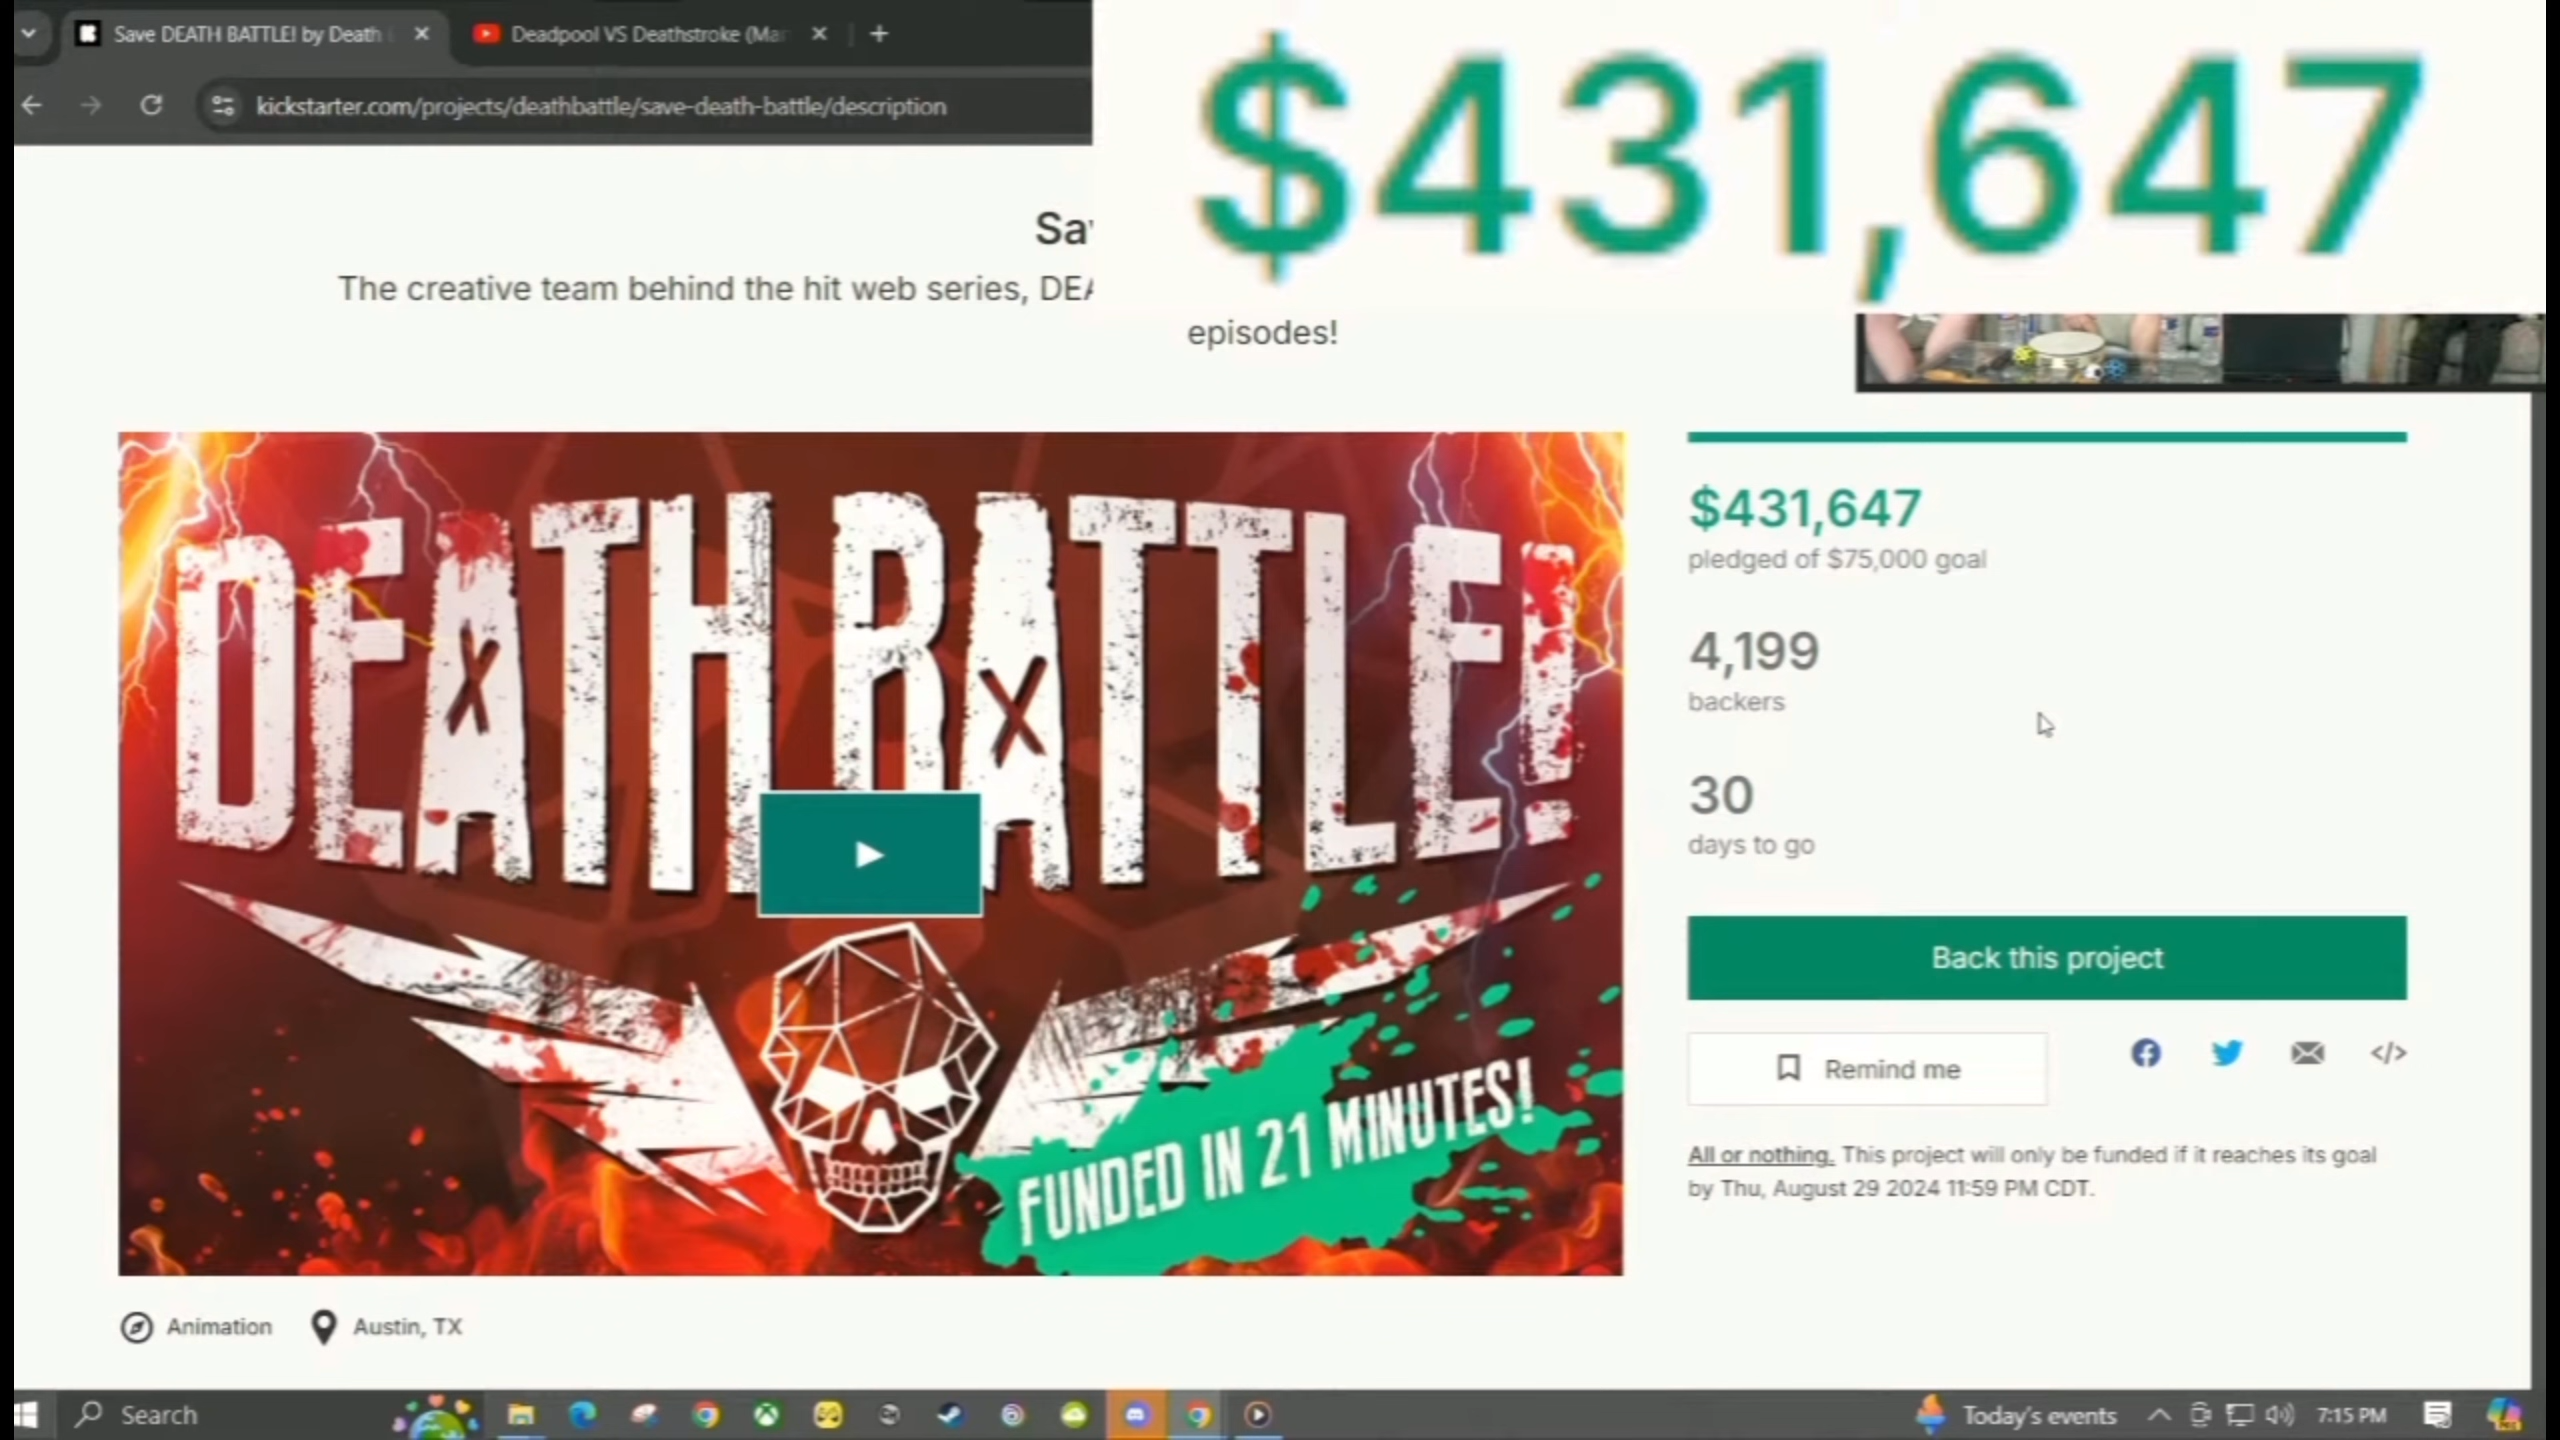 Save DEATH BATTLE! by Death
Deadpool VS Deathstroke (Mar
kickstarter.com/projects/deathbattle/save-death-battle/description
$431,647
Sav
The creative team behind the hit web series, DEA
episodes!
DEATH BATTLE!
FUNDED IN 21 MINUTES!
$431,647
pledged of $75,000 goal
4,199
backers
30
days to go
Back this project
Remind me
All or nothing. This project will only be funded if it reaches its goal
by Thu, August 29 2024 11:59 PM CDT.
Animation
Austin, TX
Search
Today's events
7:15 PM